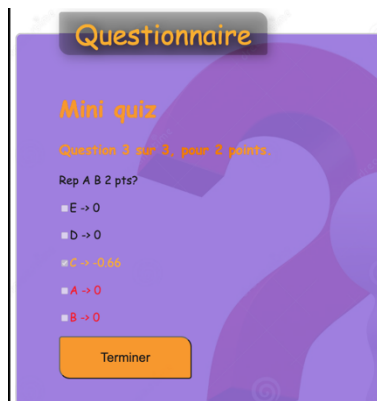 Questionnaire
Mini quiz
Question 3 sur 3, pour 2 points.
Rep A B 2 pts?
E -> 0
D -> 0
C -> -0.66
A -> 0
B -> 0
Terminer